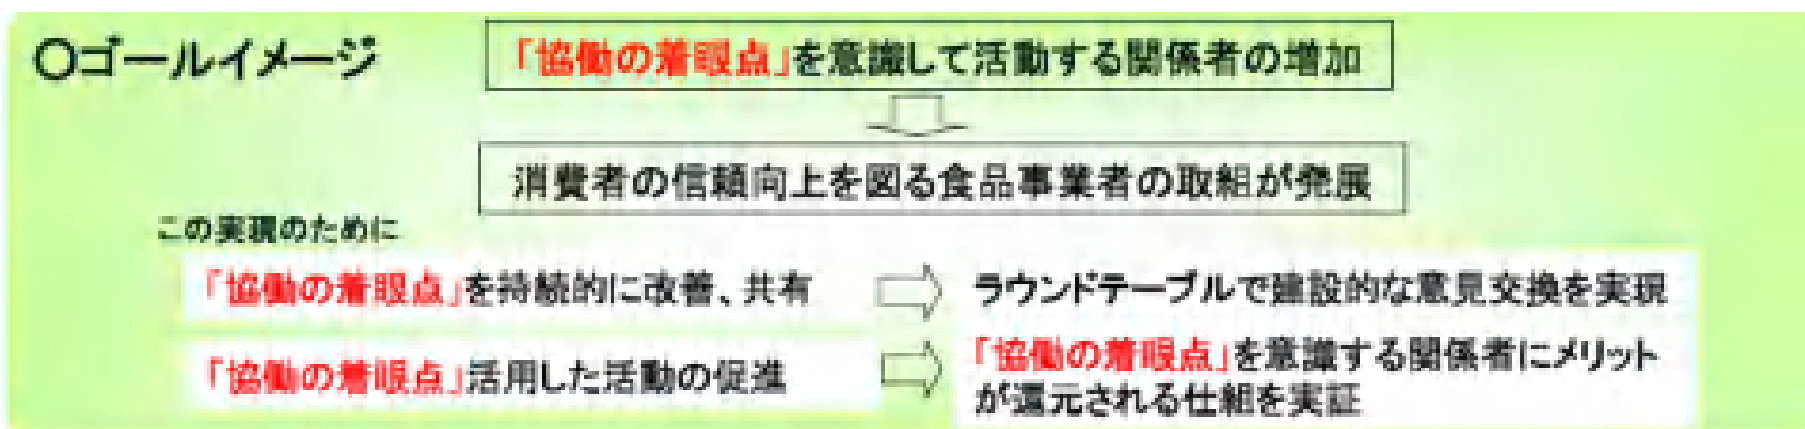 〇ゴールイメージ
「協働の着眼点」を意識して活動する関係者の増加
消費者の信頼向上を図る食品事業者の取組が発展
この実現のために
「協働の着眼点」を持続的に改善、共有
ラウンドテーブルで建設的な意見交換を実現
「協働の着眼点」活用した活動の促進
「協働の着眼点」を意識する関係者にメリット
が還元される仕組を実証